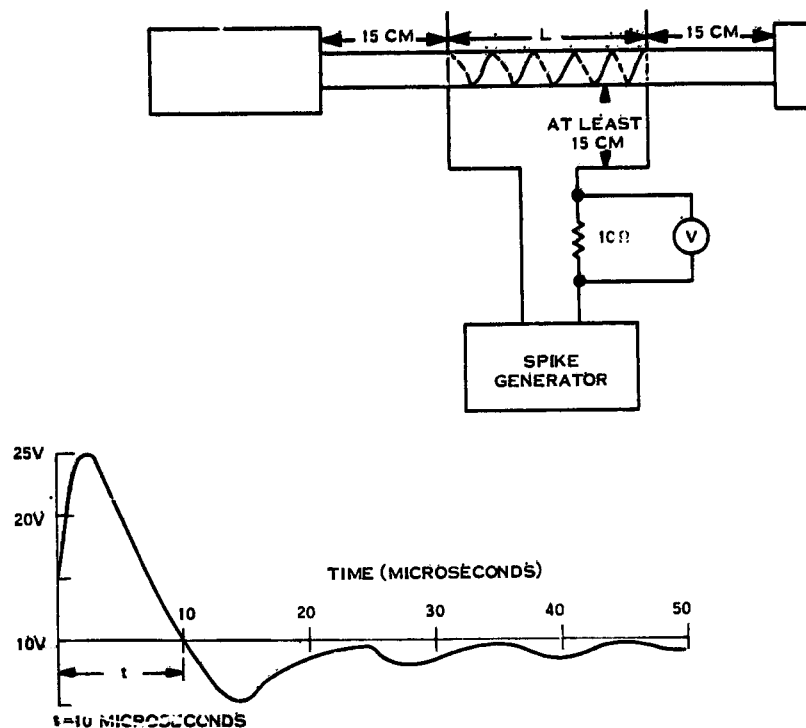 15 CM L 15 CM
AT LEAST
15 CM
10Ω V
SPIKE
GENERATOR
25V
20V
TIME (MICROSECONDS)
10 20 30 40 50
10V
t
t=10 MICROSECONDS